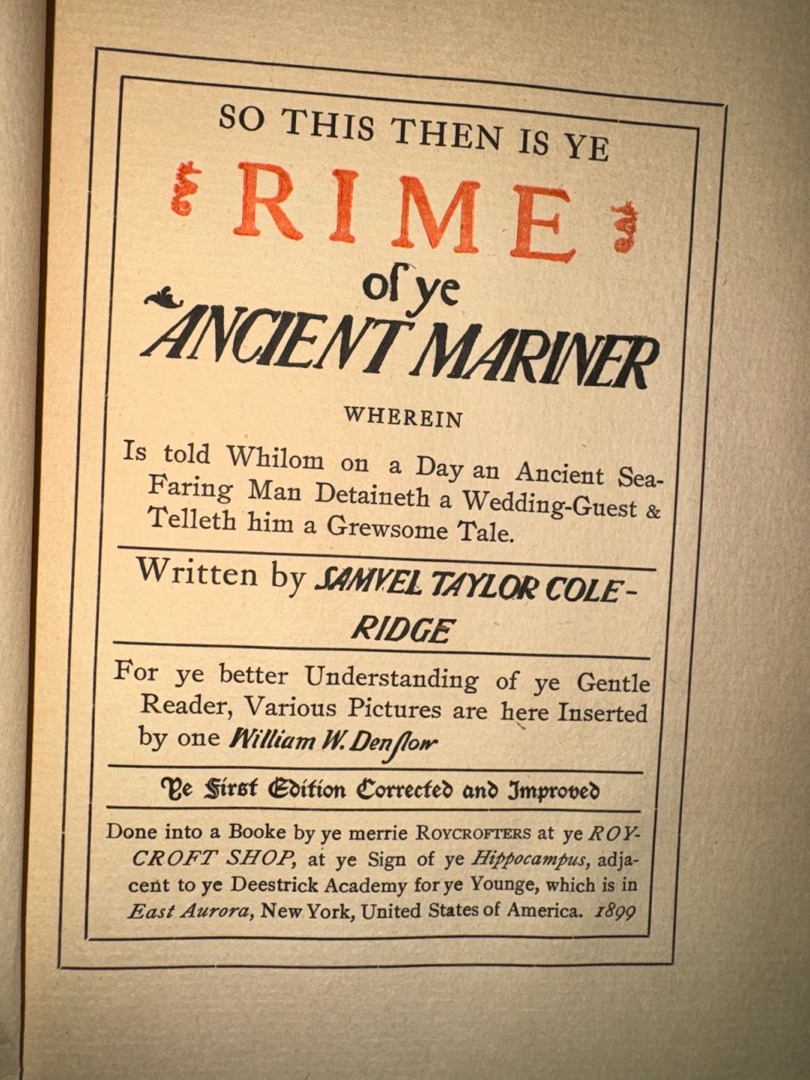 SO THIS THEN IS YE
RIME
of ye
ANCIENT MARINER
WHEREIN
Is told Whilom on a Day an Ancient Sea-
Faring Man Detaineth a Wedding-Guest &
Telleth him a Grewsome Tale.
Written by SAMVEL TAYLOR COLE-
RIDGE
For ye better Understanding of ye Gentle
Reader, Various Pictures are here Inserted
by one William W. Denslow
Ye First Edition Corrected and Improved
Done into a Booke by ye merrie ROYCROFTERS at ye ROY-
CROFT SHOP, at ye Sign of ye Hippocampus, adja-
cent to ye Deestrick Academy for ye Younge, which is in
East Aurora, New York, United States of America. 1899